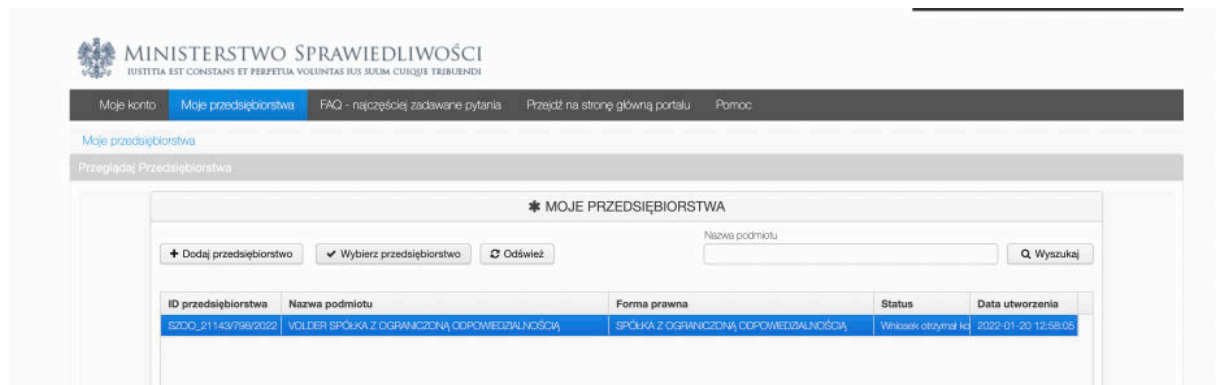 MINISTERSTWO SPRAWIEDLIWOŚCI
IUSTITIA EST CONSTANS ET PERPETUA VOLUNTAS IUS SUUM CUIQUE TRIBUENDI
Moje konto Moje przedsiębiorstwa FAQ - najczęściej zadawane pytania Przejdź na stronę główną portalu Pomoc
Moje przedsiębiorstwa
Przeglądaj Przedsiębiorstwa
✱ MOJE PRZEDSIĘBIORSTWA
Nazwa podmiotu
+ Dodaj przedsiębiorstwo ✔ Wybierz przedsiębiorstwo Odśwież Wyszukaj
ID przedsiębiorstwa Nazwa podmiotu Forma prawna Status Data utworzenia
SZOO_21143/798/2022 VOLDER SPÓŁKA Z OGRANICZONĄ ODPOWIEDZIALNOŚCIĄ SPÓŁKA Z OGRANICZONĄ ODPOWIEDZIALNOŚCIĄ Wniosek otrzymał ko 2022-01-20 12:58:05